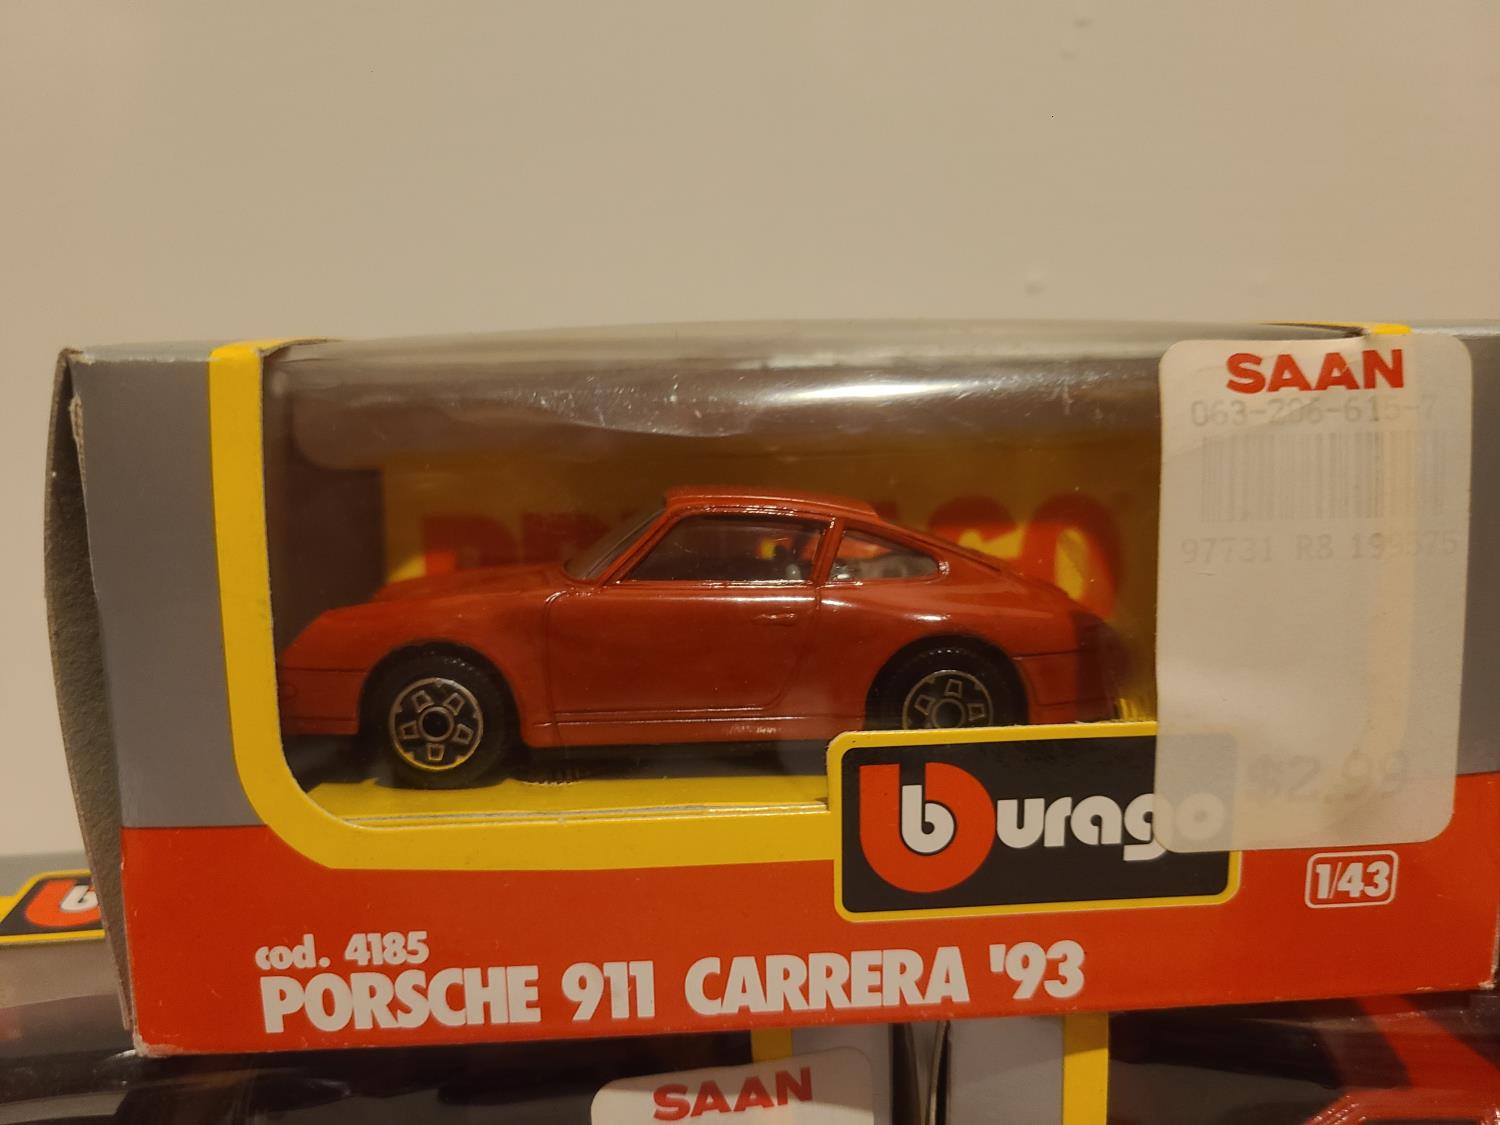 SAAN
063-206-615-7
97731 R8 199575
$2.99
burago
1/43
cod. 4185
PORSCHE 911 CARRERA '93
SAAN